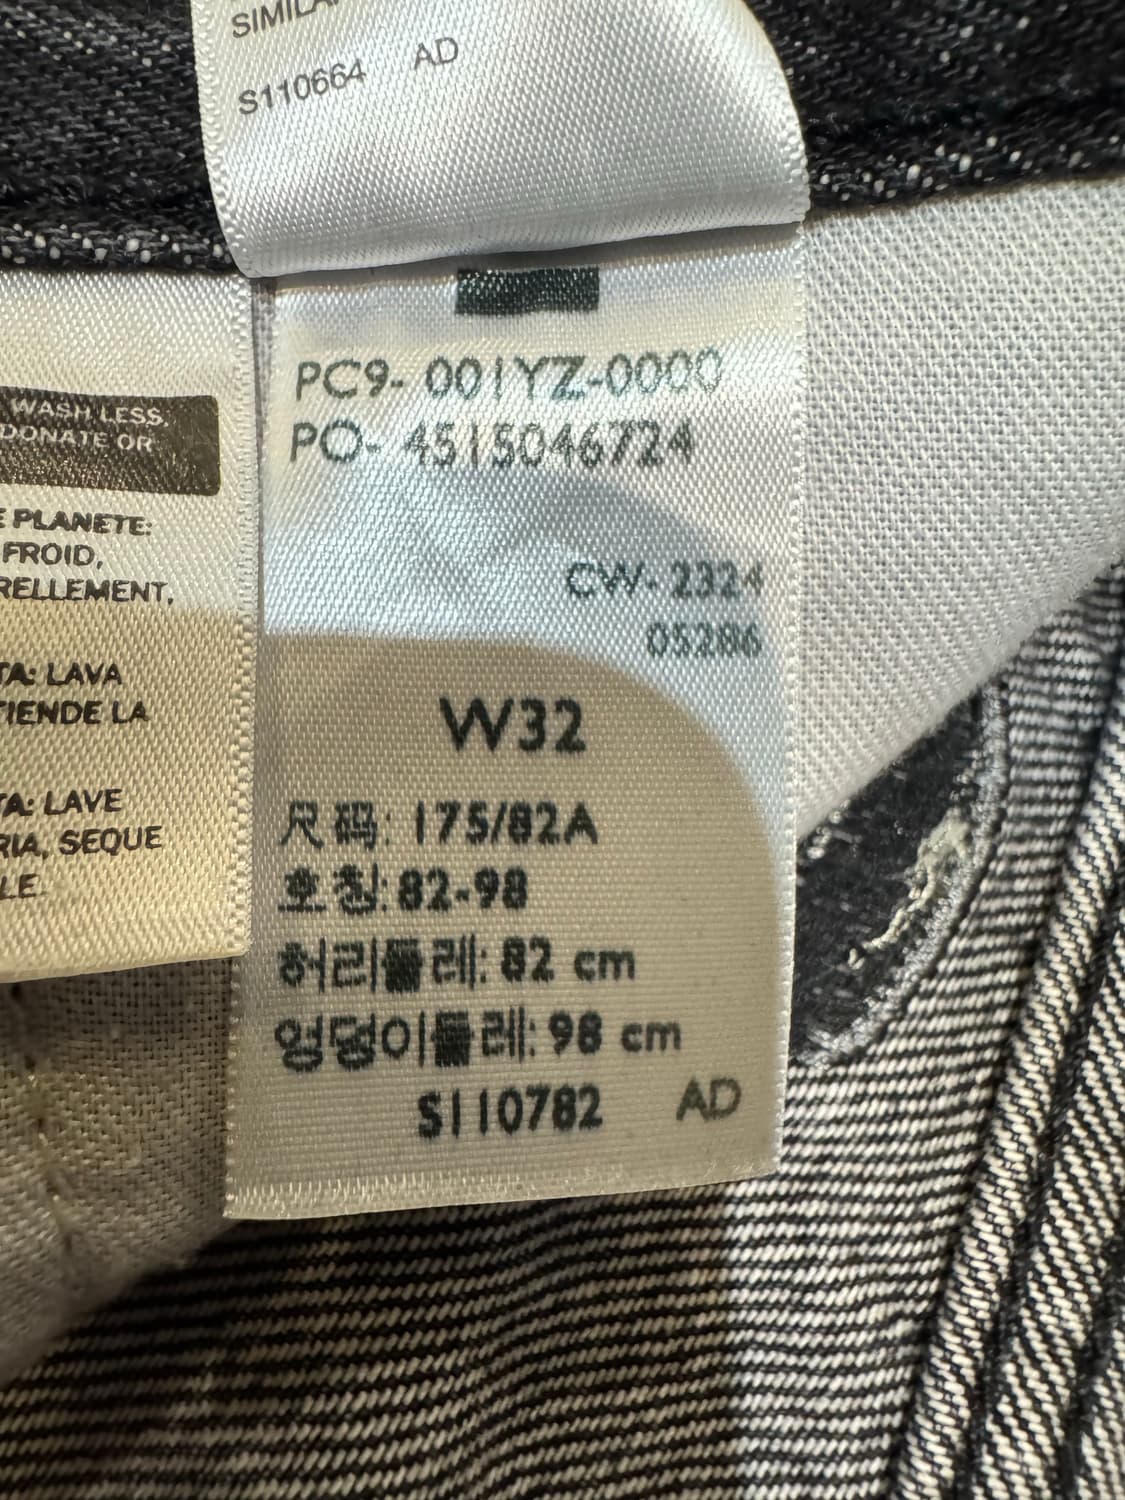 S110664 AD
WASH LESS,
DONATE OR
PLANETE:
FROID,
RELLEMENT,
TA: LAVA
TIENDE LA
TA: LAVE
RIA, SEQUE
LE.
PC9- 001YZ-0000
PO- 4515046724
CW- 2324
05286
W32
尺码: 175/82A
호칭: 82-98
허리둘레: 82 cm
엉덩이둘레: 98 cm
S110782 AD